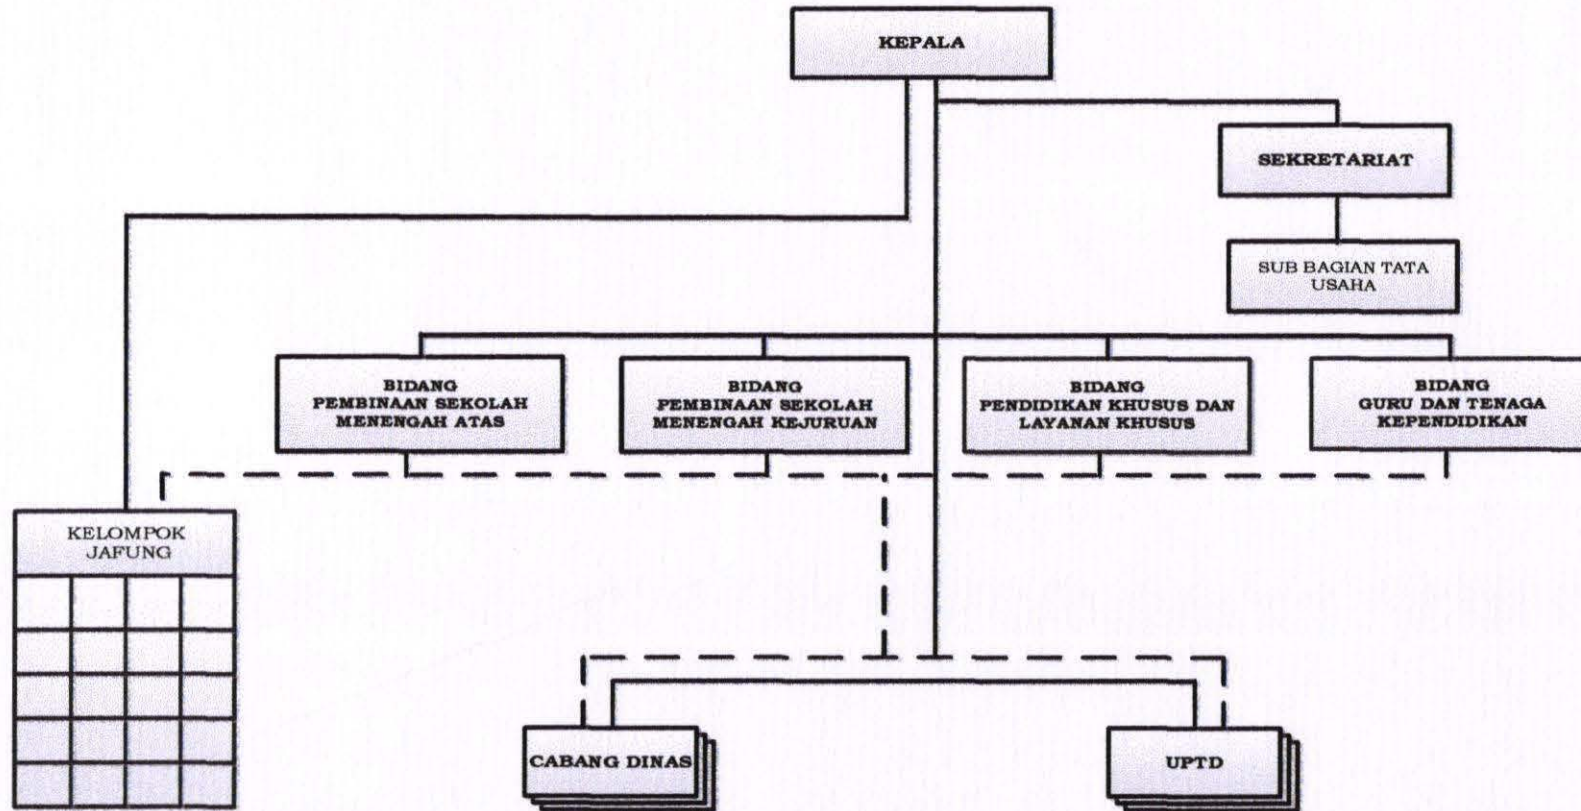 KEPALA
SEKRETARIAT
SUB BAGIAN TATA
USAHA
BIDANG
PEMBINAAN SEKOLAH
MENENGAH ATAS
BIDANG
PEMBINAAN SEKOLAH
MENENGAH KEJURUAN
BIDANG
PENDIDIKAN KHUSUS DAN
LAYANAN KHUSUS
BIDANG
GURU DAN TENAGA
KEPENDIDIKAN
KELOMPOK
JAFUNG
CABANG DINAS
UPTD